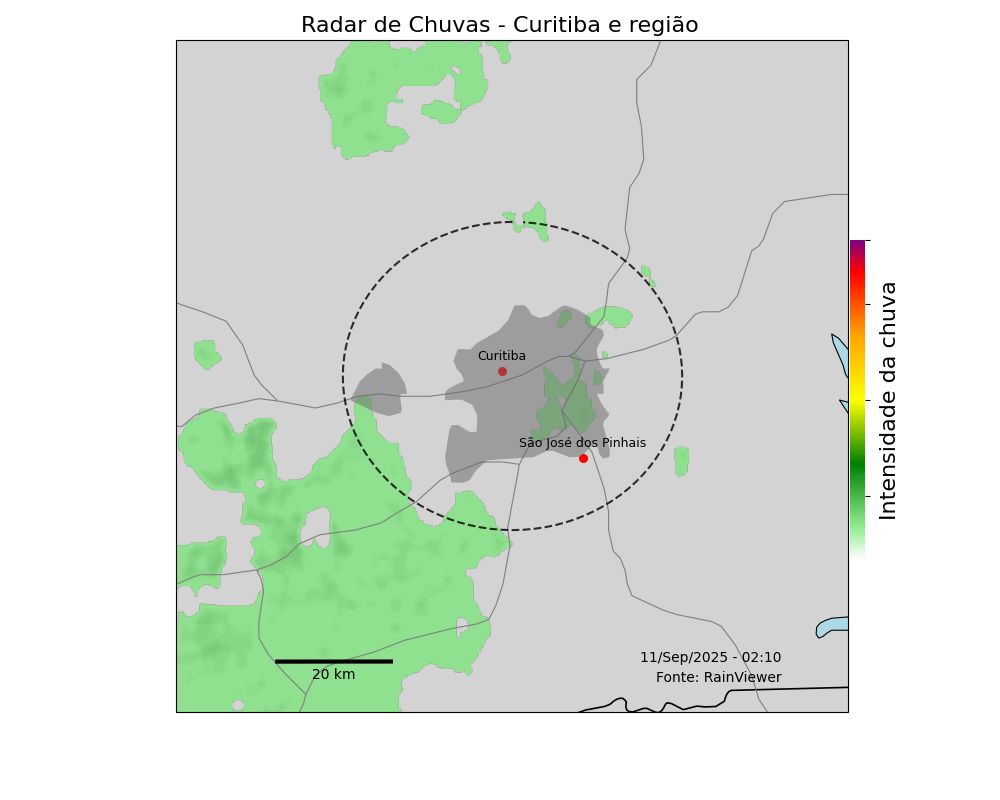 Radar de Chuvas - Curitiba e região
Curitiba
São José dos Pinhais
Intensidade da chuva
11/Sep/2025 - 02:10
Fonte: RainViewer
20 km